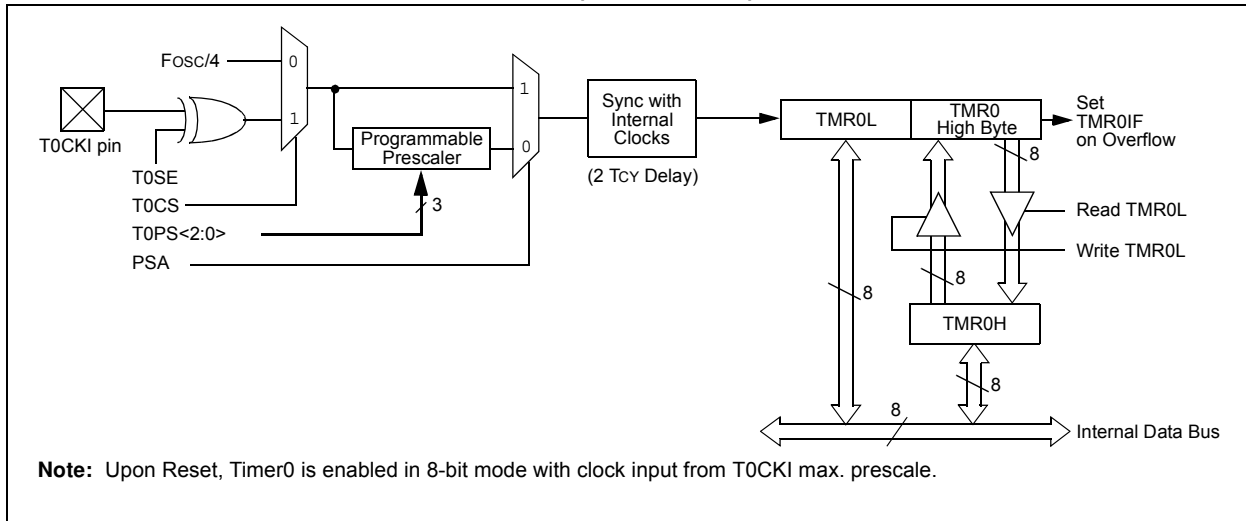 FOSC/4
0
1
T0CKI pin
T0SE
T0CS
T0PS<2:0>
PSA
Programmable
Prescaler
3
1
0
Sync with
Internal
Clocks
(2 TCY Delay)
TMR0L
TMR0
High Byte
Set
TMR0IF
on Overflow
8
Read TMR0L
Write TMR0L
8
8
TMR0H
8
8
Internal Data Bus
Note: Upon Reset, Timer0 is enabled in 8-bit mode with clock input from T0CKI max. prescale.